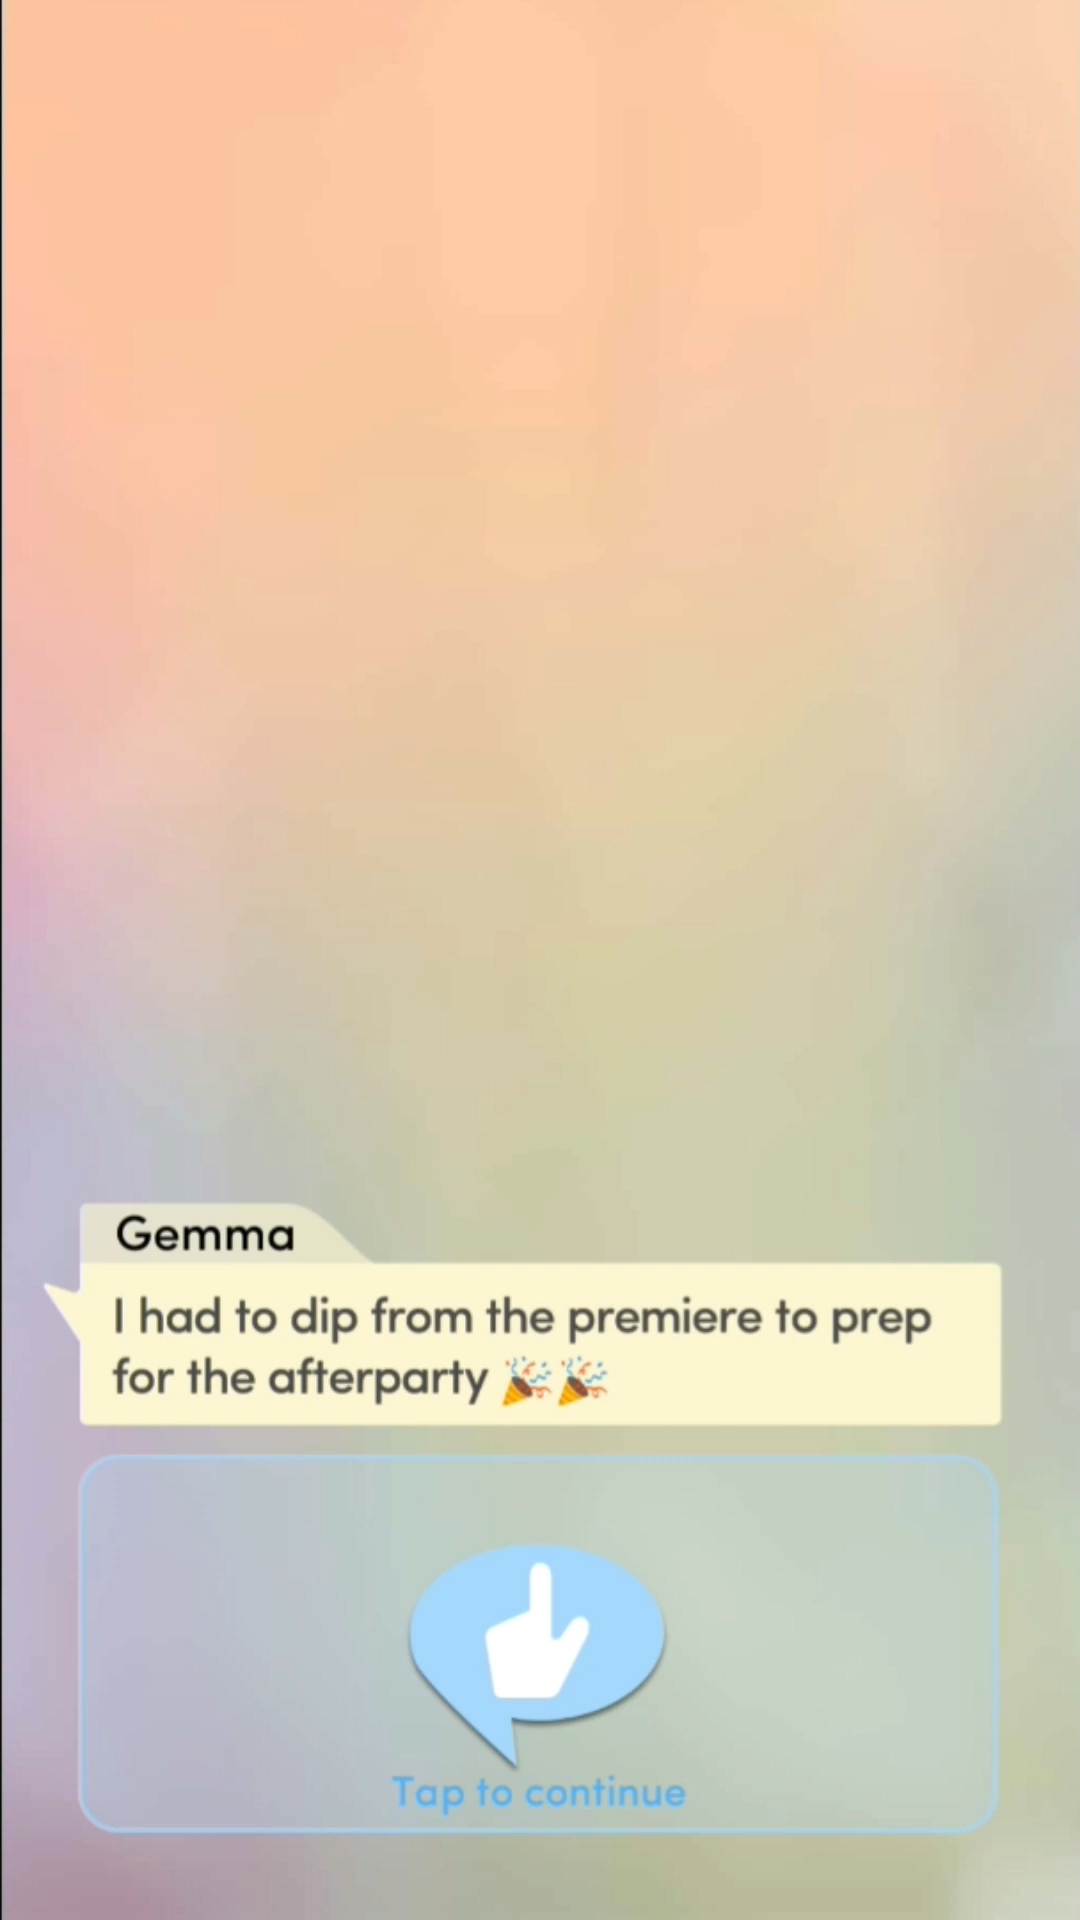 Gemma
I had to dip from the premiere to prep
for the afterparty 🎉🎉
Tap to continue